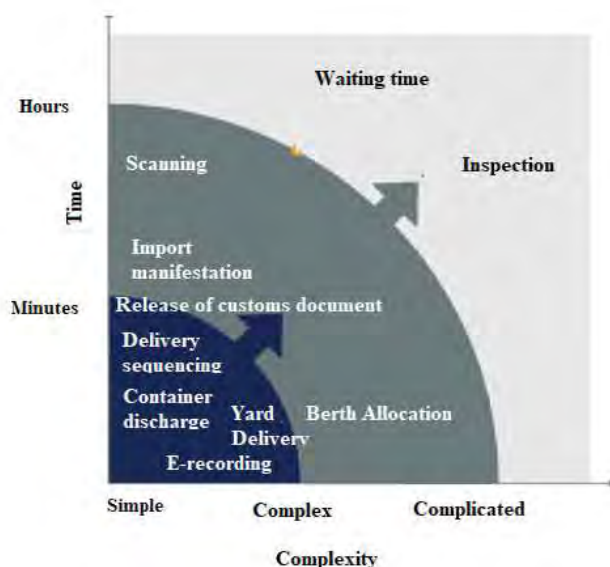 Waiting time
Hours
Scanning
Inspection
Time
Import
manifestation
Minutes
Release of customs document
Delivery
sequencing
Container
discharge
Yard
Delivery
Berth Allocation
E-recording
Simple
Complex
Complicated
Complexity